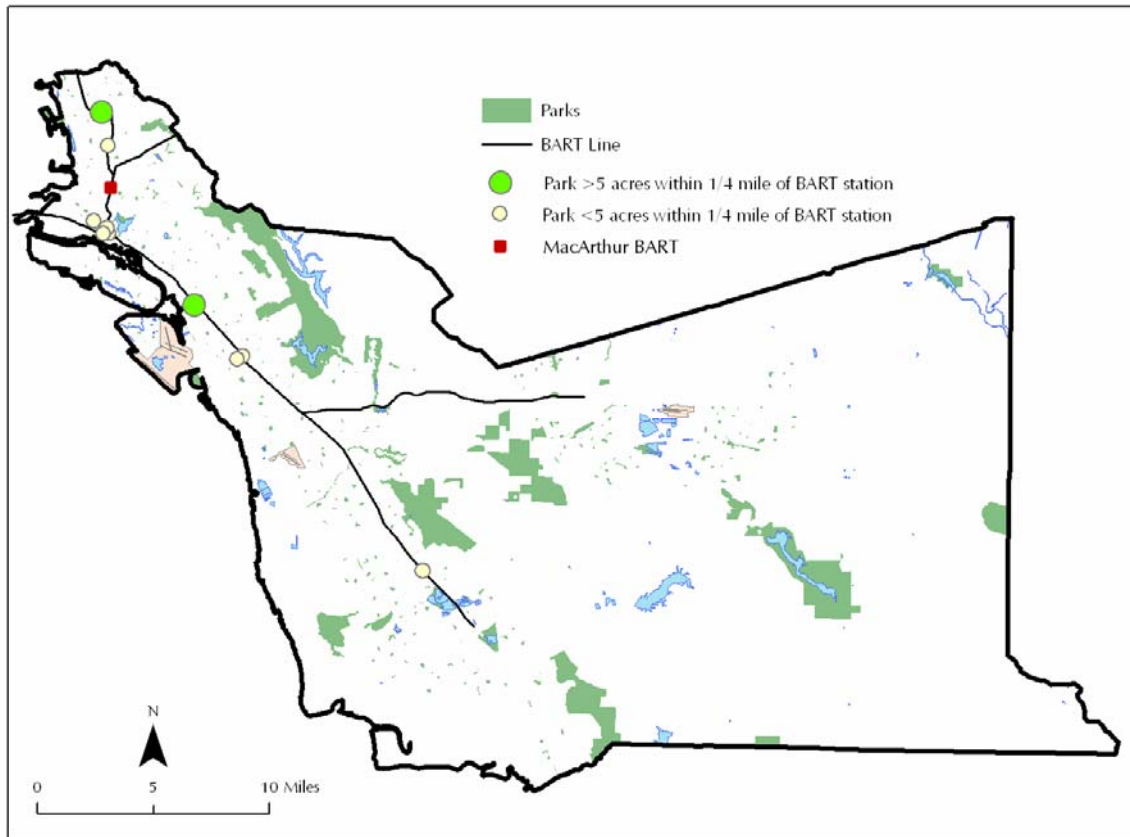 Parks
BART Line
Park >5 acres within 1/4 mile of BART station
Park <5 acres within 1/4 mile of BART station
MacArthur BART
N
0 5 10 Miles